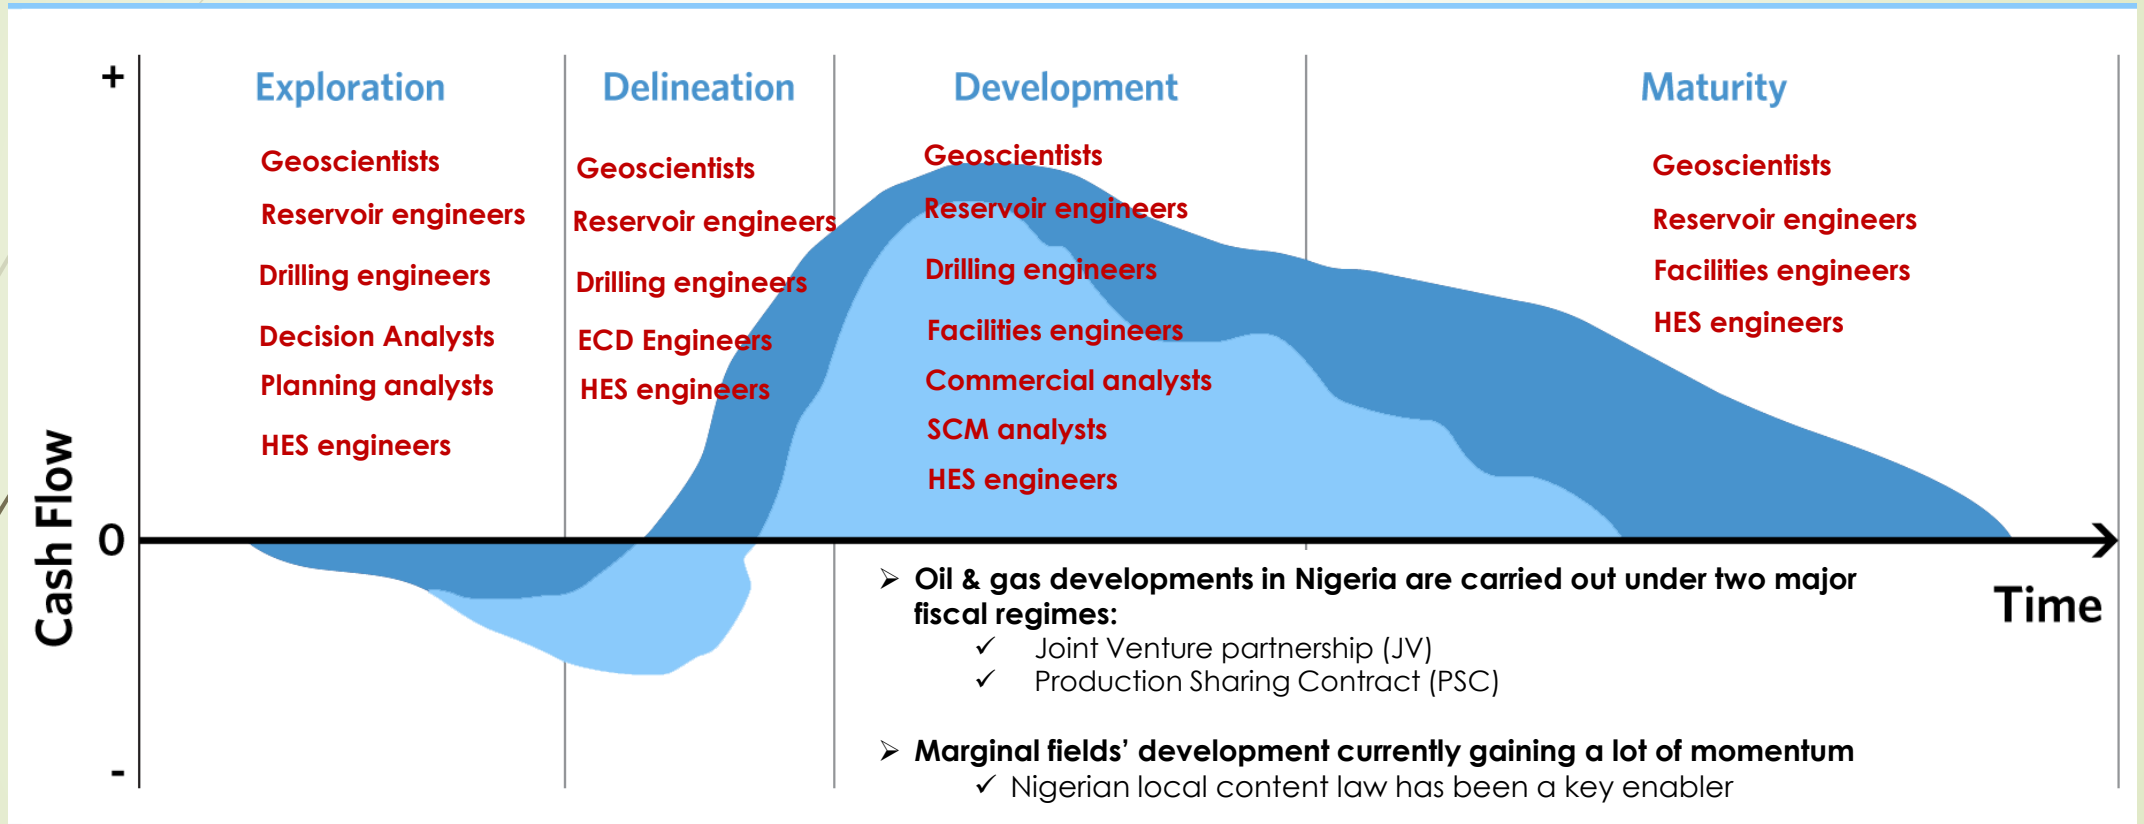 +
Exploration
Delineation
Development
Maturity
Geoscientists
Reservoir engineers
Drilling engineers
Decision Analysts
Planning analysts
HES engineers
Geoscientists
Reservoir engineers
Drilling engineers
ECD Engineers
HES engineers
Geoscientists
Reservoir engineers
Drilling engineers
Facilities engineers
Commercial analysts
SCM analysts
HES engineers
Geoscientists
Reservoir engineers
Facilities engineers
HES engineers
Cash Flow
0
Time
-
➢ Oil & gas developments in Nigeria are carried out under two major
fiscal regimes:
✓ Joint Venture partnership (JV)
✓ Production Sharing Contract (PSC)
➢ Marginal fields’ development currently gaining a lot of momentum
✓ Nigerian local content law has been a key enabler